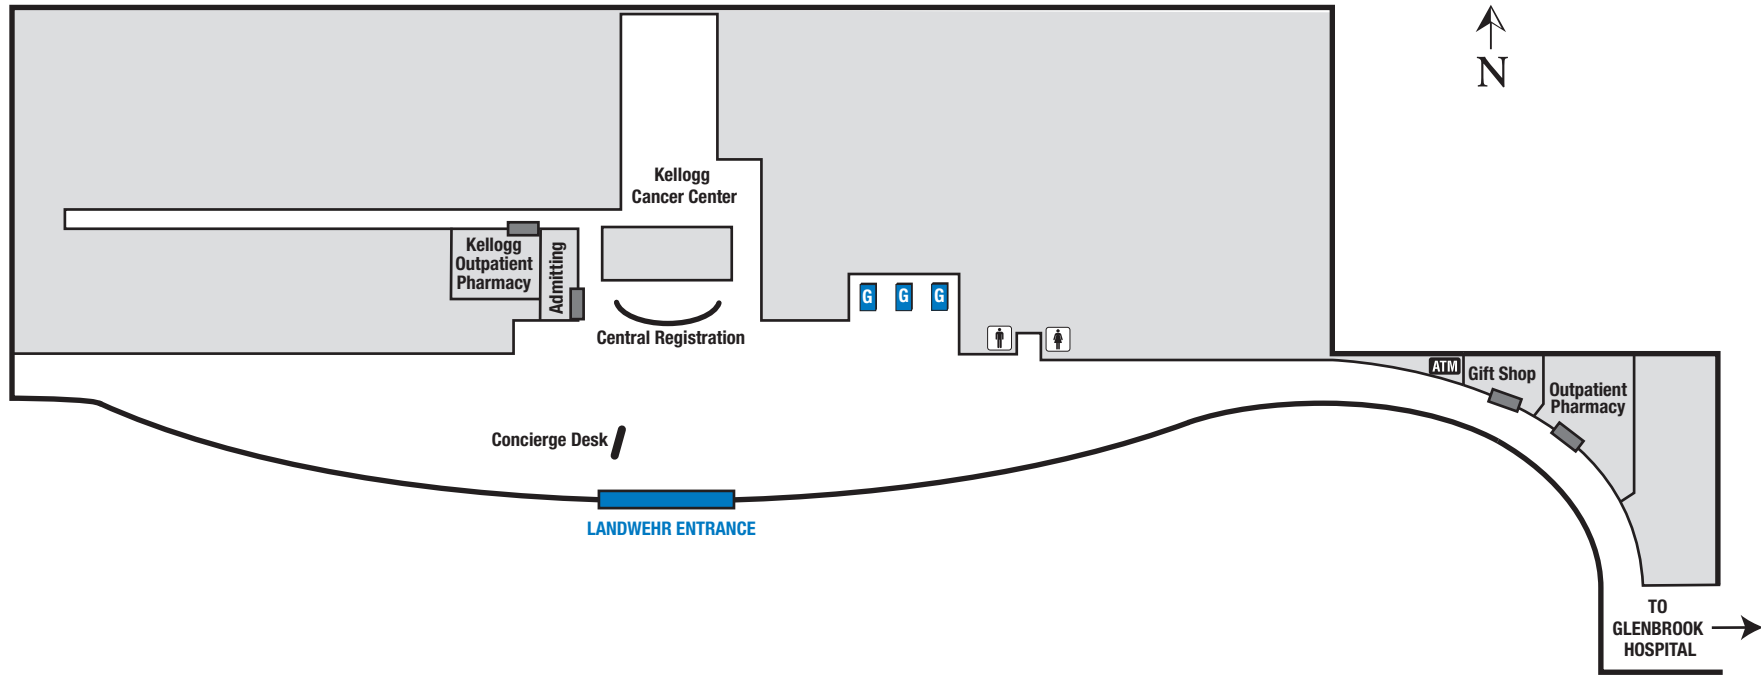 N
Kellogg
Cancer Center
Kellogg
Outpatient
Pharmacy
Admitting
G
G
G
Central Registration
ATM
Gift Shop
Outpatient
Pharmacy
Concierge Desk
LANDWEHR ENTRANCE
TO
GLENBROOK
HOSPITAL